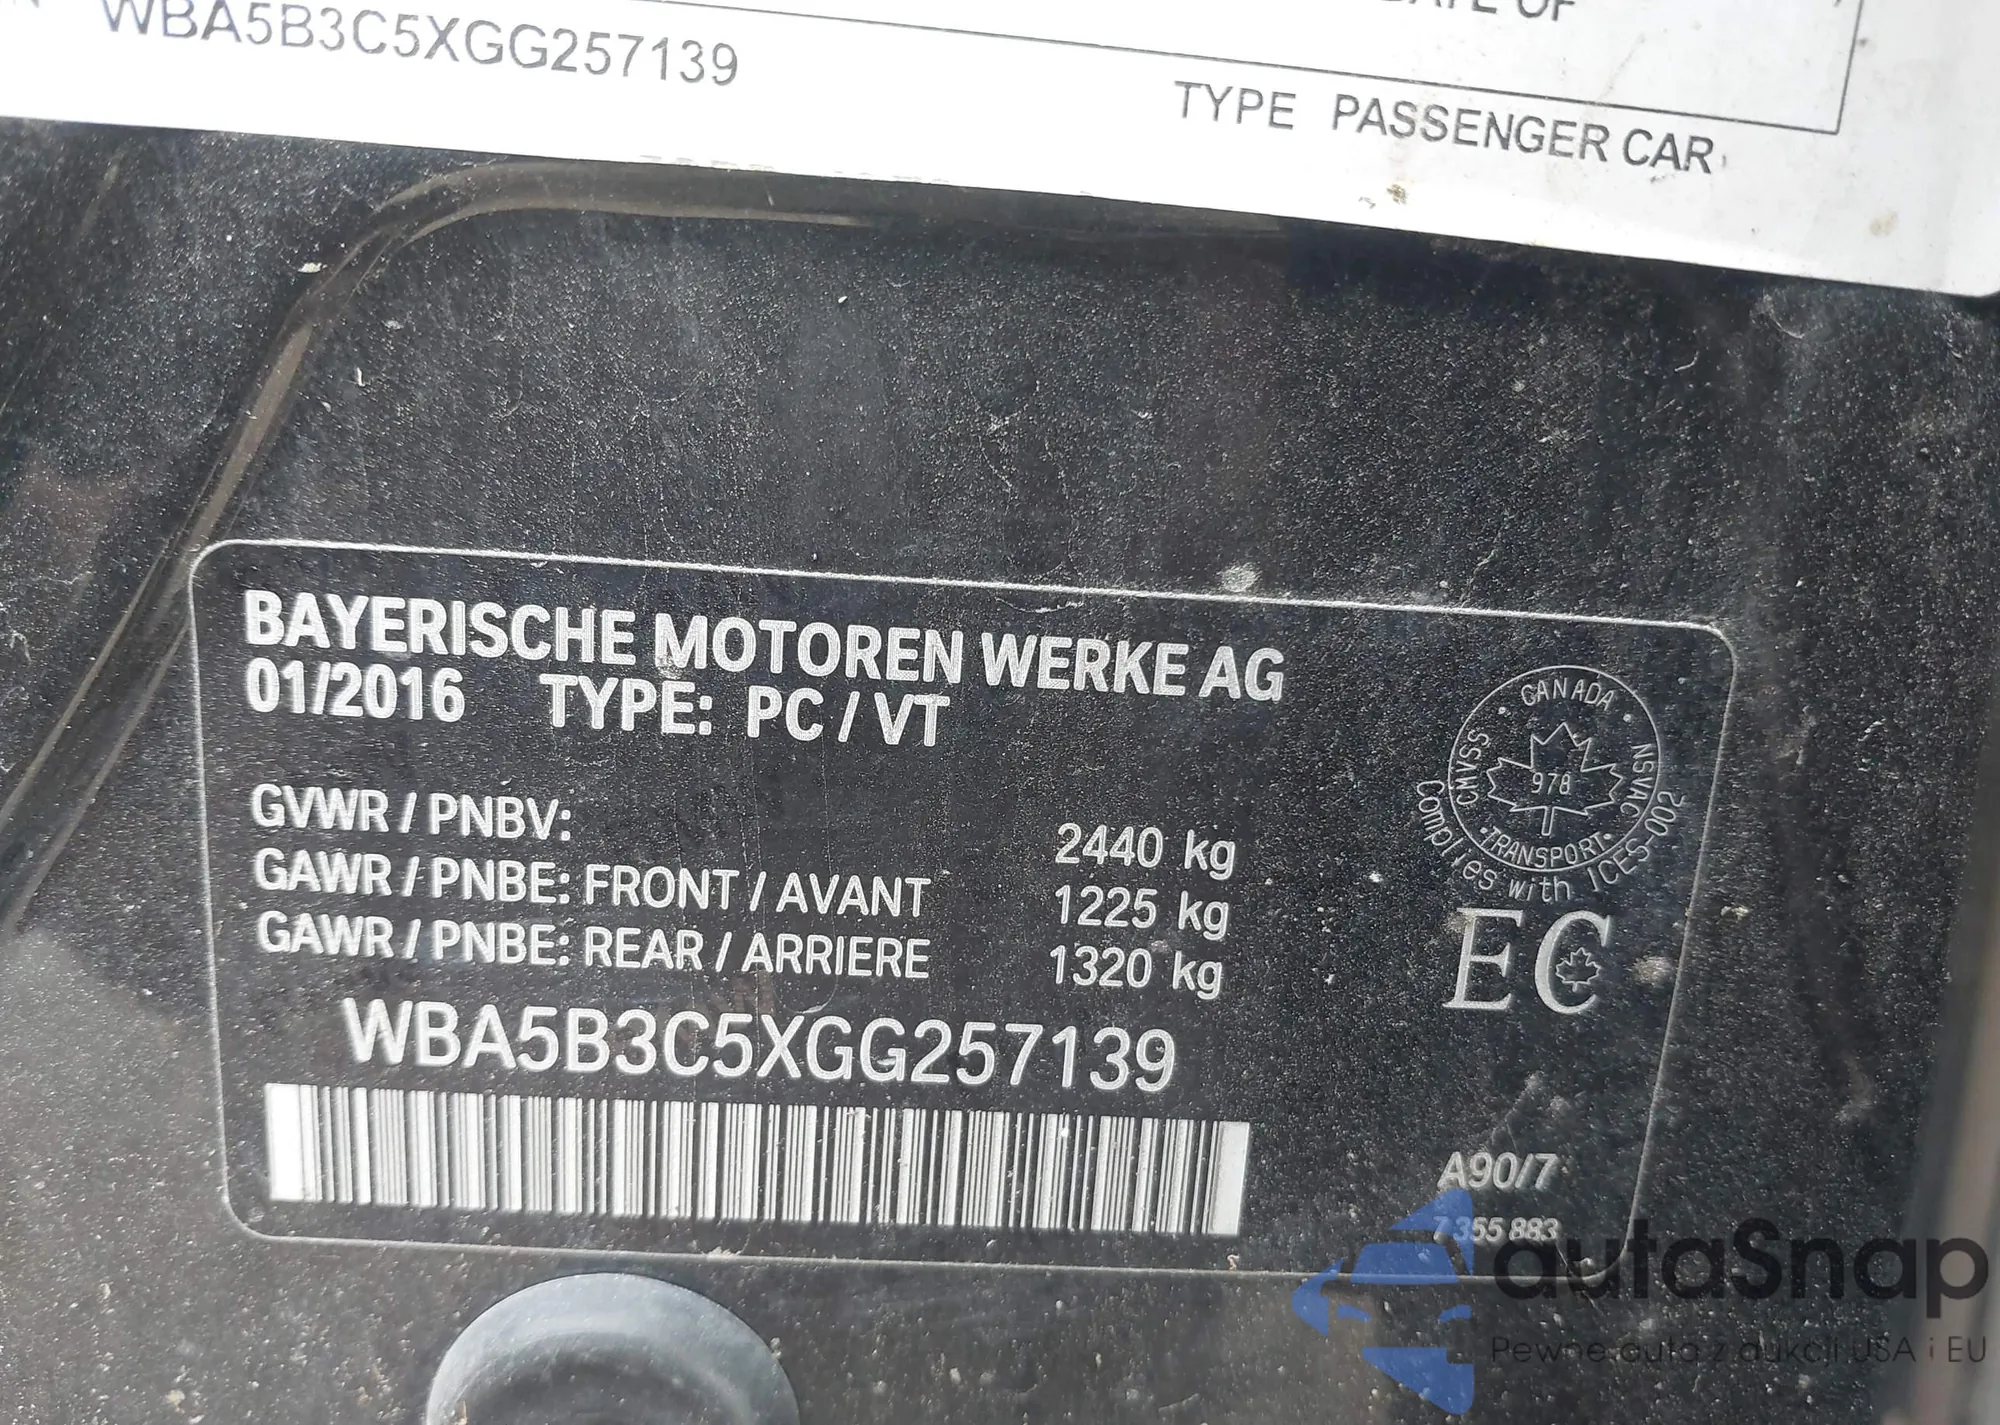 DATE OF
WBA5B3C5XGG257139
TYPE PASSENGER CAR
BAYERISCHE MOTOREN WERKE AG
01/2016 TYPE: PC / VT
GVWR / PNBV: 2440 kg
GAWR / PNBE: FRONT / AVANT 1225 kg
GAWR / PNBE: REAR / ARRIERE 1320 kg
WBA5B3C5XGG257139
CANADA
CMVSS
NSVAC
978
TRANSPORT
Complies with ICES-002
EC
A90/7
7 355 883
autaSnap
Pewne auta z aukcji USA i EU